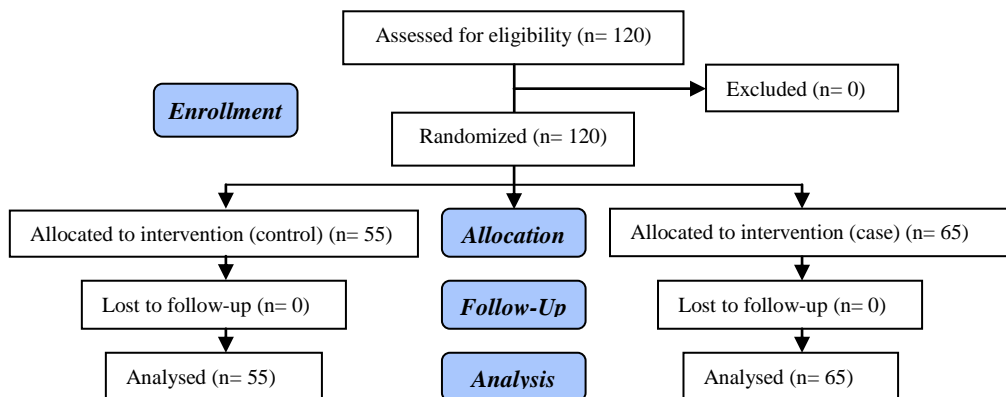 Assessed for eligibility (n= 120)
Excluded (n= 0)
Enrollment
Randomized (n= 120)
Allocated to intervention (control) (n= 55)
Allocation
Allocated to intervention (case) (n= 65)
Lost to follow-up (n= 0)
Follow-Up
Lost to follow-up (n= 0)
Analysed (n= 55)
Analysis
Analysed (n= 65)